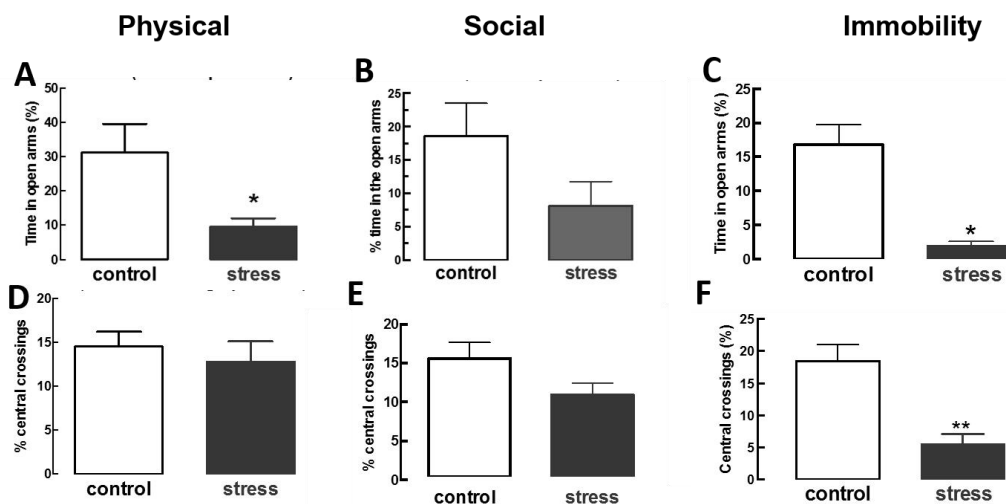 Physical
Social
Immobility
A
Time in open arms (%)
50
40
30
20
10
0
*
control
stress
B
% time in the open arms
25
20
15
10
5
0
control
stress
C
Time in open arms (%)
25
20
15
10
5
0
*
control
stress
D
% central crossings
20
15
10
5
0
control
stress
E
% central crossings
20
15
10
5
0
control
stress
F
Central crossings (%)
25
20
15
10
5
0
**
control
stress